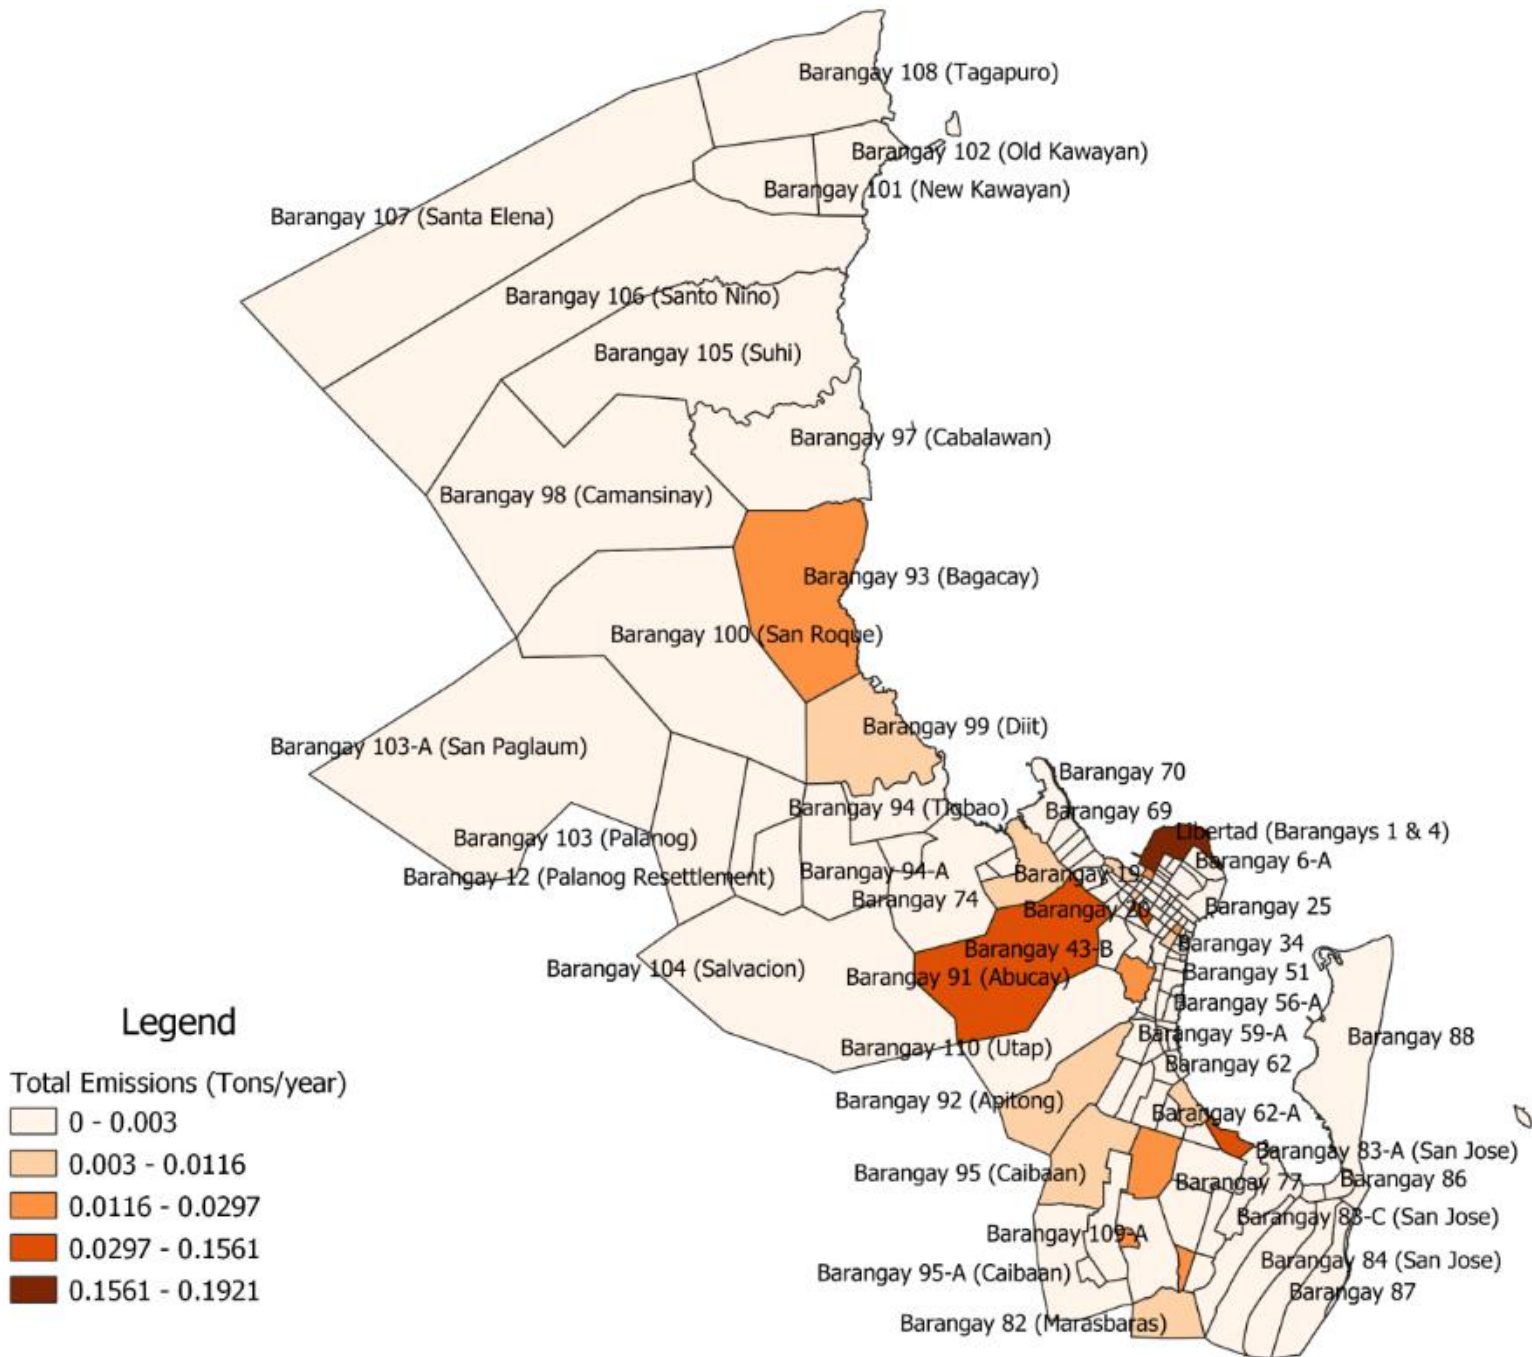 Barangay 108 (Tagapuro)
Barangay 102 (Old Kawayan)
Barangay 101 (New Kawayan)
Barangay 107 (Santa Elena)
Barangay 106 (Santo Nino)
Barangay 105 (Suhi)
Barangay 97 (Cabalawan)
Barangay 98 (Camansinay)
Barangay 93 (Bagacay)
Barangay 100 (San Roque)
Barangay 99 (Diit)
Barangay 103-A (San Paglaum)
Barangay 70
Barangay 94 (Tigbao)
Barangay 69
Libertad (Barangays 1 & 4)
Barangay 103 (Palanog)
Barangay 6-A
Barangay 94-A
Barangay 19
Barangay 12 (Palanog Resettlement)
Barangay 74
Barangay 20
Barangay 25
Barangay 34
Barangay 43-B
Barangay 104 (Salvacion)
Barangay 91 (Abucay)
Barangay 51
Barangay 56-A
Barangay 59-A
Barangay 88
Barangay 110 (Utap)
Barangay 62
Barangay 92 (Apitong)
Barangay 62-A
Barangay 83-A (San Jose)
Barangay 95 (Caibaan)
Barangay 77
Barangay 86
Barangay 83-C (San Jose)
Barangay 109-A
Barangay 84 (San Jose)
Barangay 95-A (Caibaan)
Barangay 87
Barangay 82 (Marasbaras)
Legend
Total Emissions (Tons/year)
0 - 0.003
0.003 - 0.0116
0.0116 - 0.0297
0.0297 - 0.1561
0.1561 - 0.1921